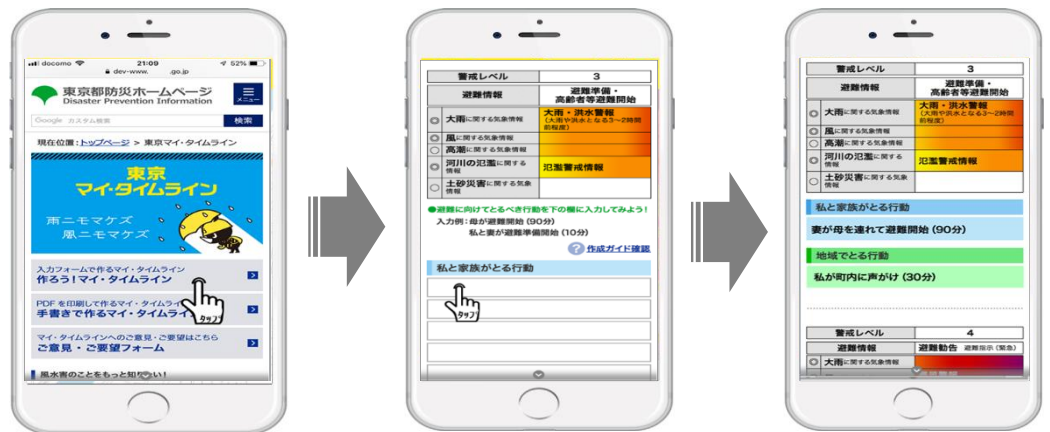 docomo 21:09 52%
dev-www. .go.jp
東京都防災ホームページ
Disaster Prevention Information
メニュー
Google カスタム検索 検索
現在位置:トップページ > 東京マイ・タイムライン
東京
マイ・タイムライン
雨ニモマケズ
風ニモマケズ
入力フォームで作るマイ・タイムライン
作ろう!マイ・タイムライン
PDF を印刷して作るマイ・タイムライ
手書きで作るマイ・タイムライ
タップ
マイ・タイムラインへのご意見・ご要望はこちら
ご意見・ご要望フォーム
風水害のことをもっと知 い!
警戒レベル 3
避難情報 避難準備・
高齢者等避難開始
大雨に関する気象情報 大雨・洪水警報
(大雨や洪水となる3~2時間
前程度)
風に関する気象情報
高潮に関する気象情報
河川の氾濫に関する
情報 氾濫警戒情報
土砂災害に関する気象
情報
●避難に向けてとるべき行動を下の欄に入力してみよう!
入力例:母が避難開始 (90分)
私と妻が避難準備開始 (10分)
? 作成ガイド確認
私と家族がとる行動
タップ
警戒レベル 3
避難情報 避難準備・
高齢者等避難開始
大雨に関する気象情報 大雨・洪水警報
(大雨や洪水となる3~2時間
前程度)
風に関する気象情報
高潮に関する気象情報
河川の氾濫に関する
情報 氾濫警戒情報
土砂災害に関する気象
情報
私と家族がとる行動
妻が母を連れて避難開始 (90分)
地域でとる行動
私が町内に声がけ (30分)
警戒レベル 4
避難情報 避難勧告 避難指示 (緊急)
大雨に関する気象情報